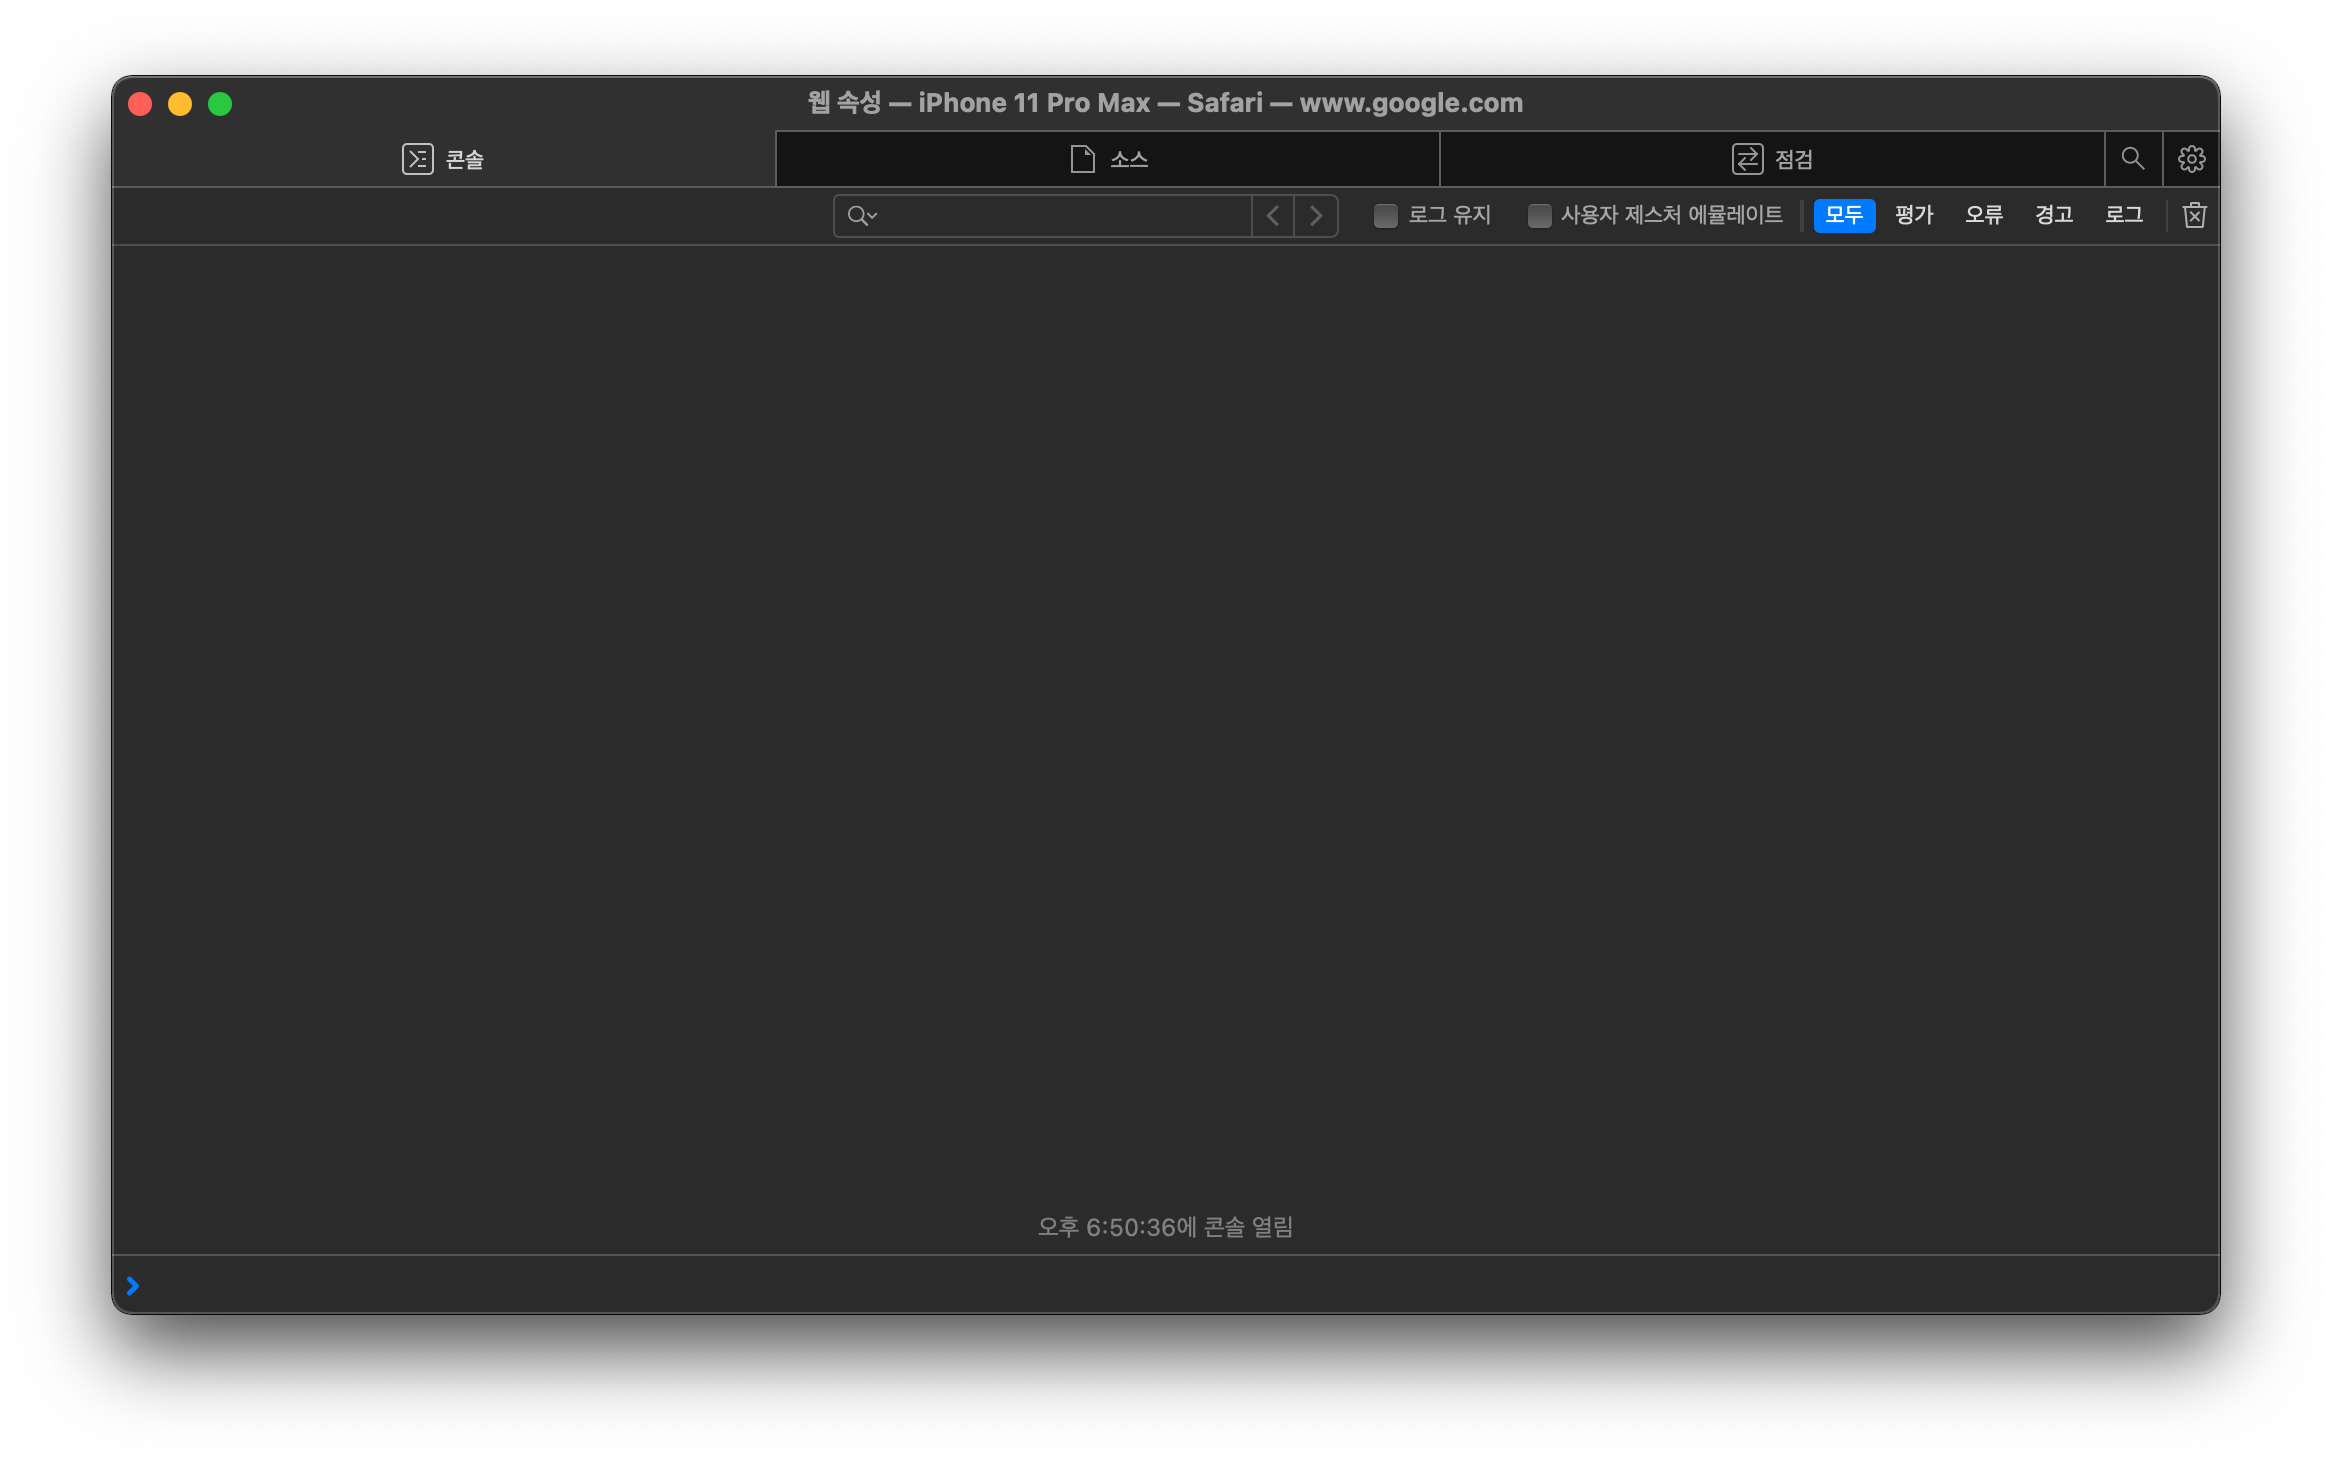 웹 속성 — iPhone 11 Pro Max — Safari — www.google.com
콘솔 소스 점검
로그 유지 사용자 제스처 에뮬레이트 모두 평가 오류 경고 로그
오후 6:50:36에 콘솔 열림